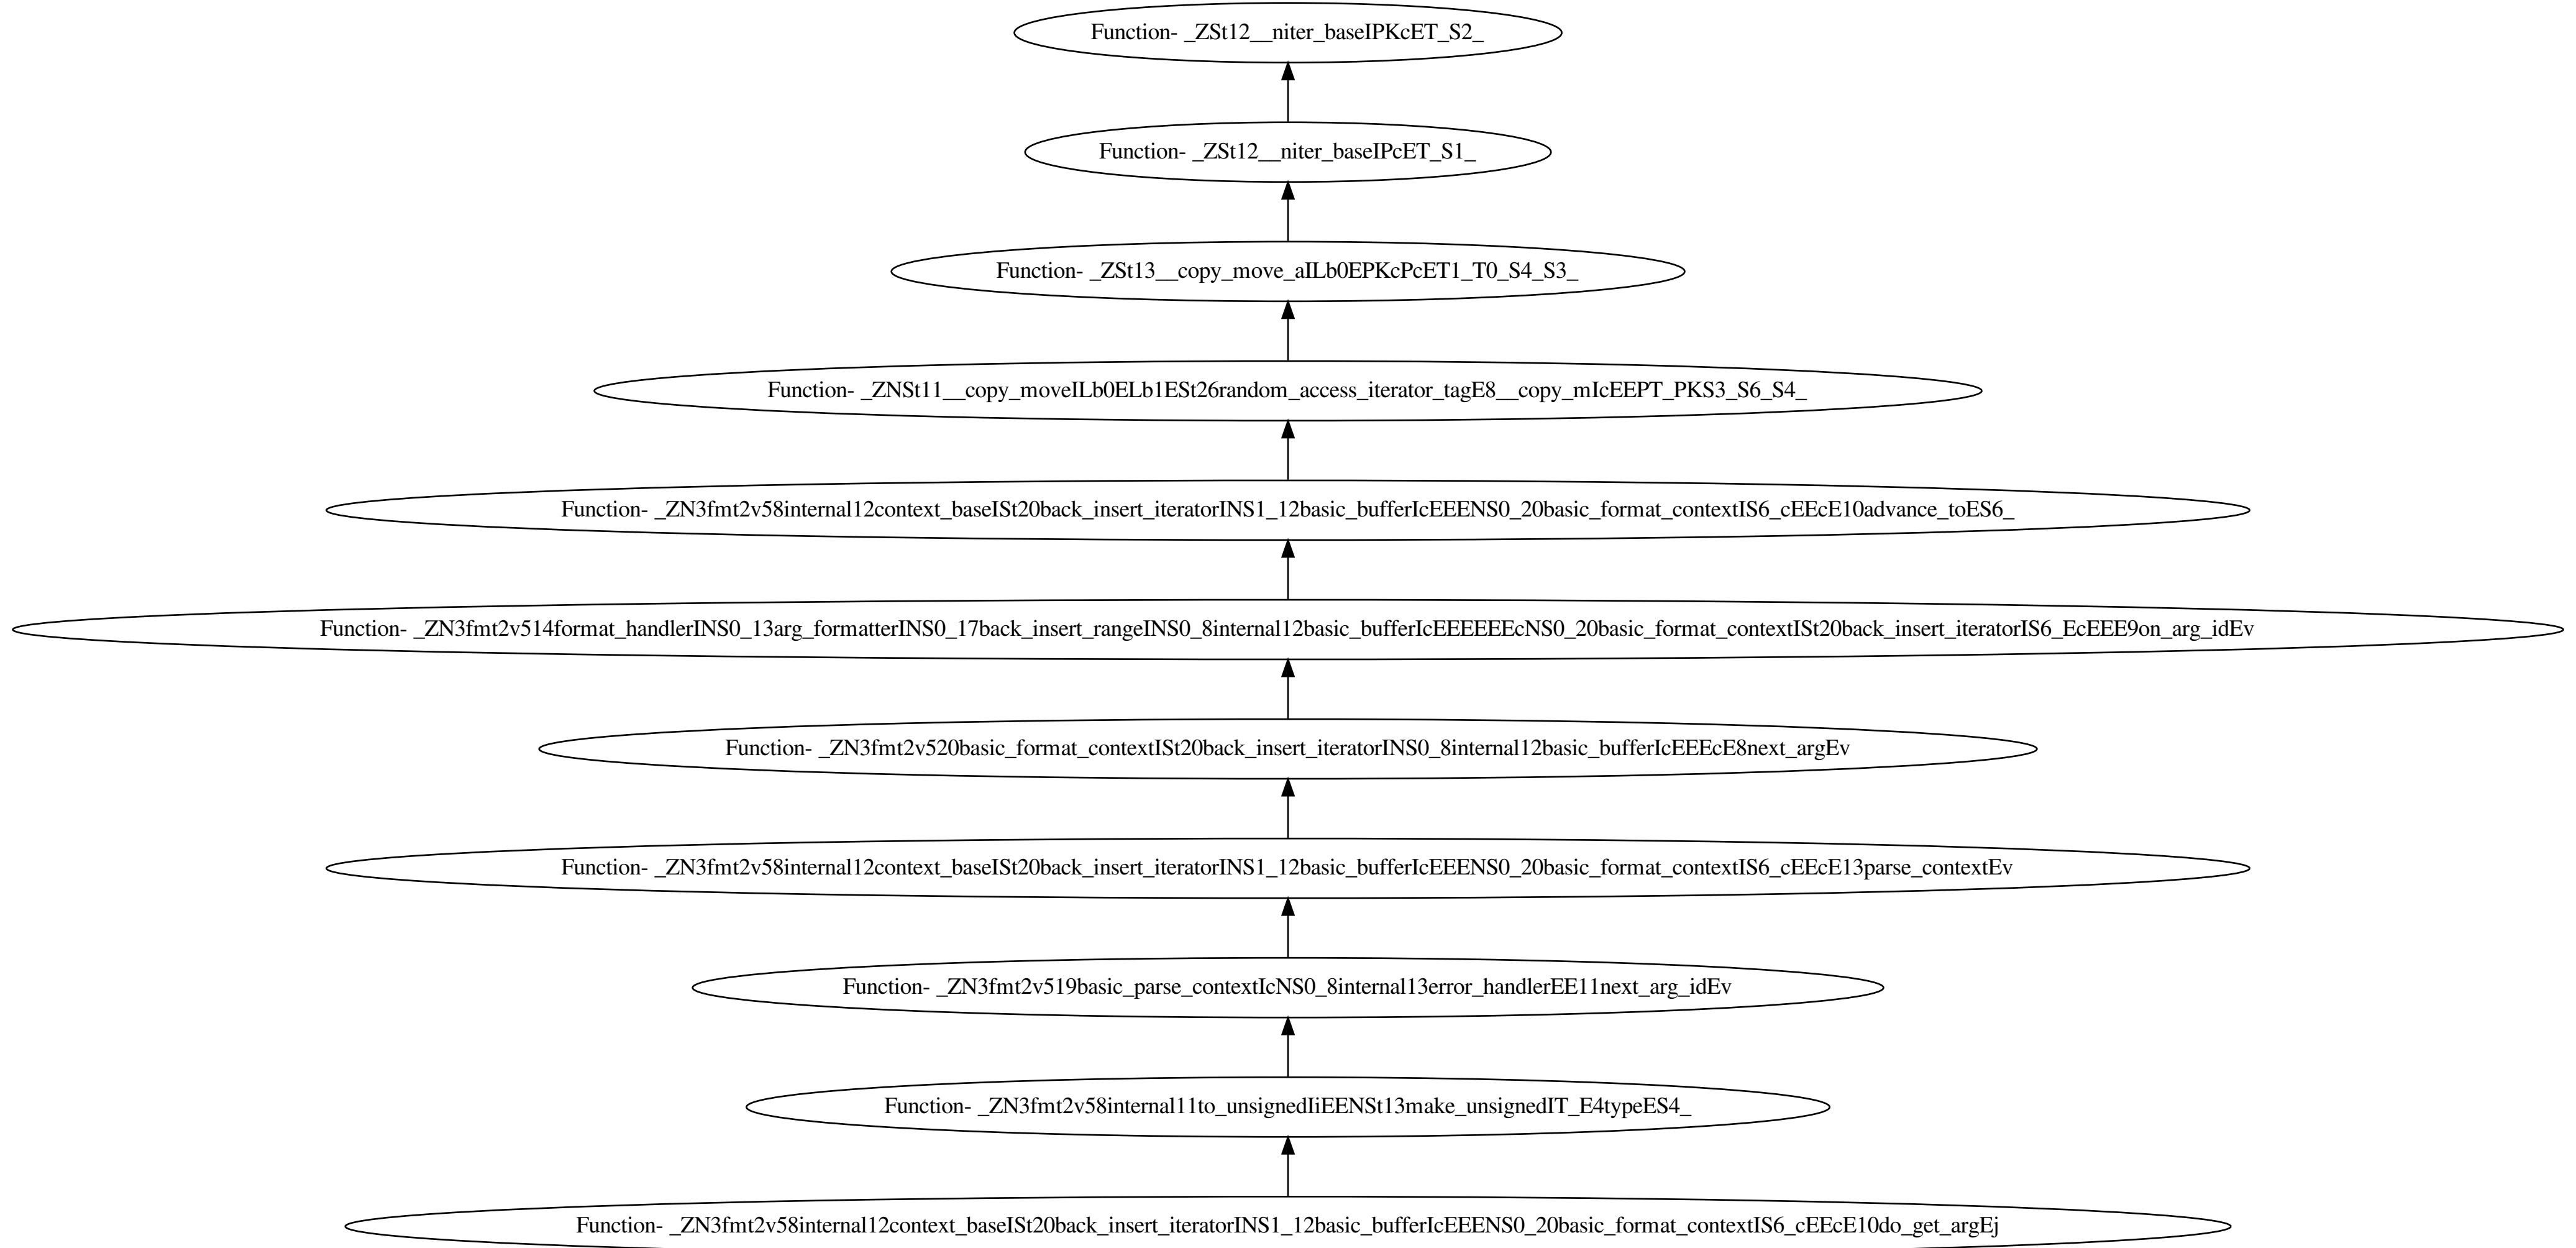 Function- _ZSt12__niter_baseIPKcET_S2_
Function- _ZSt12__niter_baseIPcET_S1_
Function- _ZSt13__copy_move_aILb0EPKcPcET1_T0_S4_S3_
Function- _ZNSt11__copy_moveILb0ELb1ESt26random_access_iterator_tagE8__copy_mIcEEPT_PKS3_S6_S4_
Function- _ZN3fmt2v58internal12context_baseISt20back_insert_iteratorINS1_12basic_bufferIcEEENS0_20basic_format_contextIS6_cEEcE10advance_toES6_
Function- _ZN3fmt2v514format_handlerINS0_13arg_formatterINS0_17back_insert_rangeINS0_8internal12basic_bufferIcEEEEEEcNS0_20basic_format_contextISt20back_insert_iteratorIS6_EcEEE9on_arg_idEv
Function- _ZN3fmt2v520basic_format_contextISt20back_insert_iteratorINS0_8internal12basic_bufferIcEEEcE8next_argEv
Function- _ZN3fmt2v58internal12context_baseISt20back_insert_iteratorINS1_12basic_bufferIcEEENS0_20basic_format_contextIS6_cEEcE13parse_contextEv
Function- _ZN3fmt2v519basic_parse_contextIcNS0_8internal13error_handlerEE11next_arg_idEv
Function- _ZN3fmt2v58internal11to_unsignedIiEENSt13make_unsignedIT_E4typeES4_
Function- _ZN3fmt2v58internal12context_baseISt20back_insert_iteratorINS1_12basic_bufferIcEEENS0_20basic_format_contextIS6_cEEcE10do_get_argEj